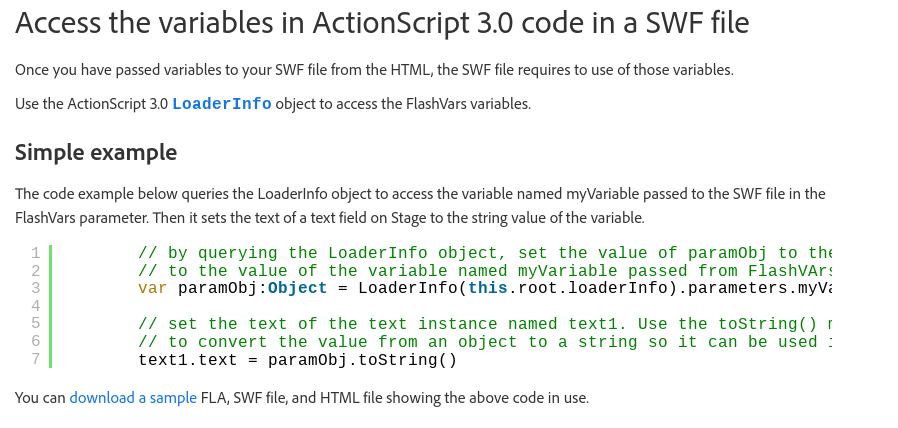 Access the variables in ActionScript 3.0 code in a SWF file
Once you have passed variables to your SWF file from the HTML, the SWF file requires to use of those variables.
Use the ActionScript 3.0 LoaderInfo object to access the FlashVars variables.
Simple example
The code example below queries the LoaderInfo object to access the variable named myVariable passed to the SWF file in the
FlashVars parameter. Then it sets the text of a text field on Stage to the string value of the variable.
1 // by querying the LoaderInfo object, set the value of paramObj to the
2 // to the value of the variable named myVariable passed from FlashVArs
3 var paramObj:Object = LoaderInfo(this.root.loaderInfo).parameters.myVa
4
5 // set the text of the text instance named text1. Use the toString()
6 // to convert the value from an object to a string so it can be used
7 text1.text = paramObj.toString()
You can download a sample FLA, SWF file, and HTML file showing the above code in use.